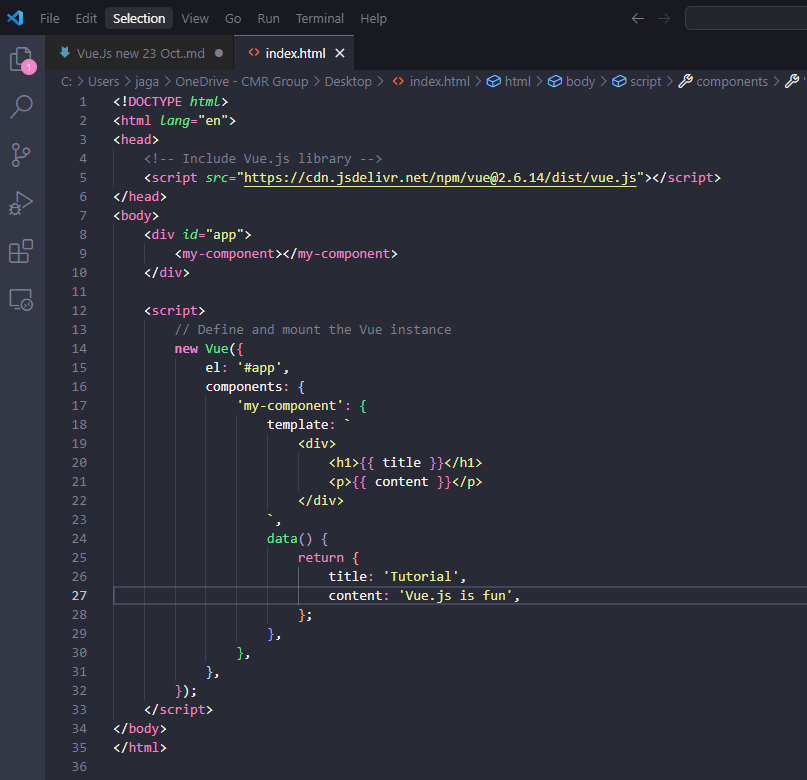 File Edit Selection View Go Run Terminal Help
Vue.Js new 23 Oct..md ● index.html ×
C: > Users > jaga > OneDrive - CMR Group > Desktop > <> index.html > html > body > script > components >
1
1 <!DOCTYPE html>
2 <html lang="en">
3 <head>
4     <!-- Include Vue.js library -->
5     <script src="https://cdn.jsdelivr.net/npm/vue@2.6.14/dist/vue.js"></script>
6 </head>
7 <body>
8     <div id="app">
9         <my-component></my-component>
10     </div>
11
12     <script>
13         // Define and mount the Vue instance
14         new Vue({
15             el: '#app',
16             components: {
17                 'my-component': {
18                     template: `
19                         <div>
20                             <h1>{{ title }}</h1>
21                             <p>{{ content }}</p>
22                         </div>
23                     `,
24                     data() {
25                         return {
26                             title: 'Tutorial',
27                             content: 'Vue.js is fun',
28                         };
29                     },
30                 },
31             },
32         });
33     </script>
34 </body>
35 </html>
36